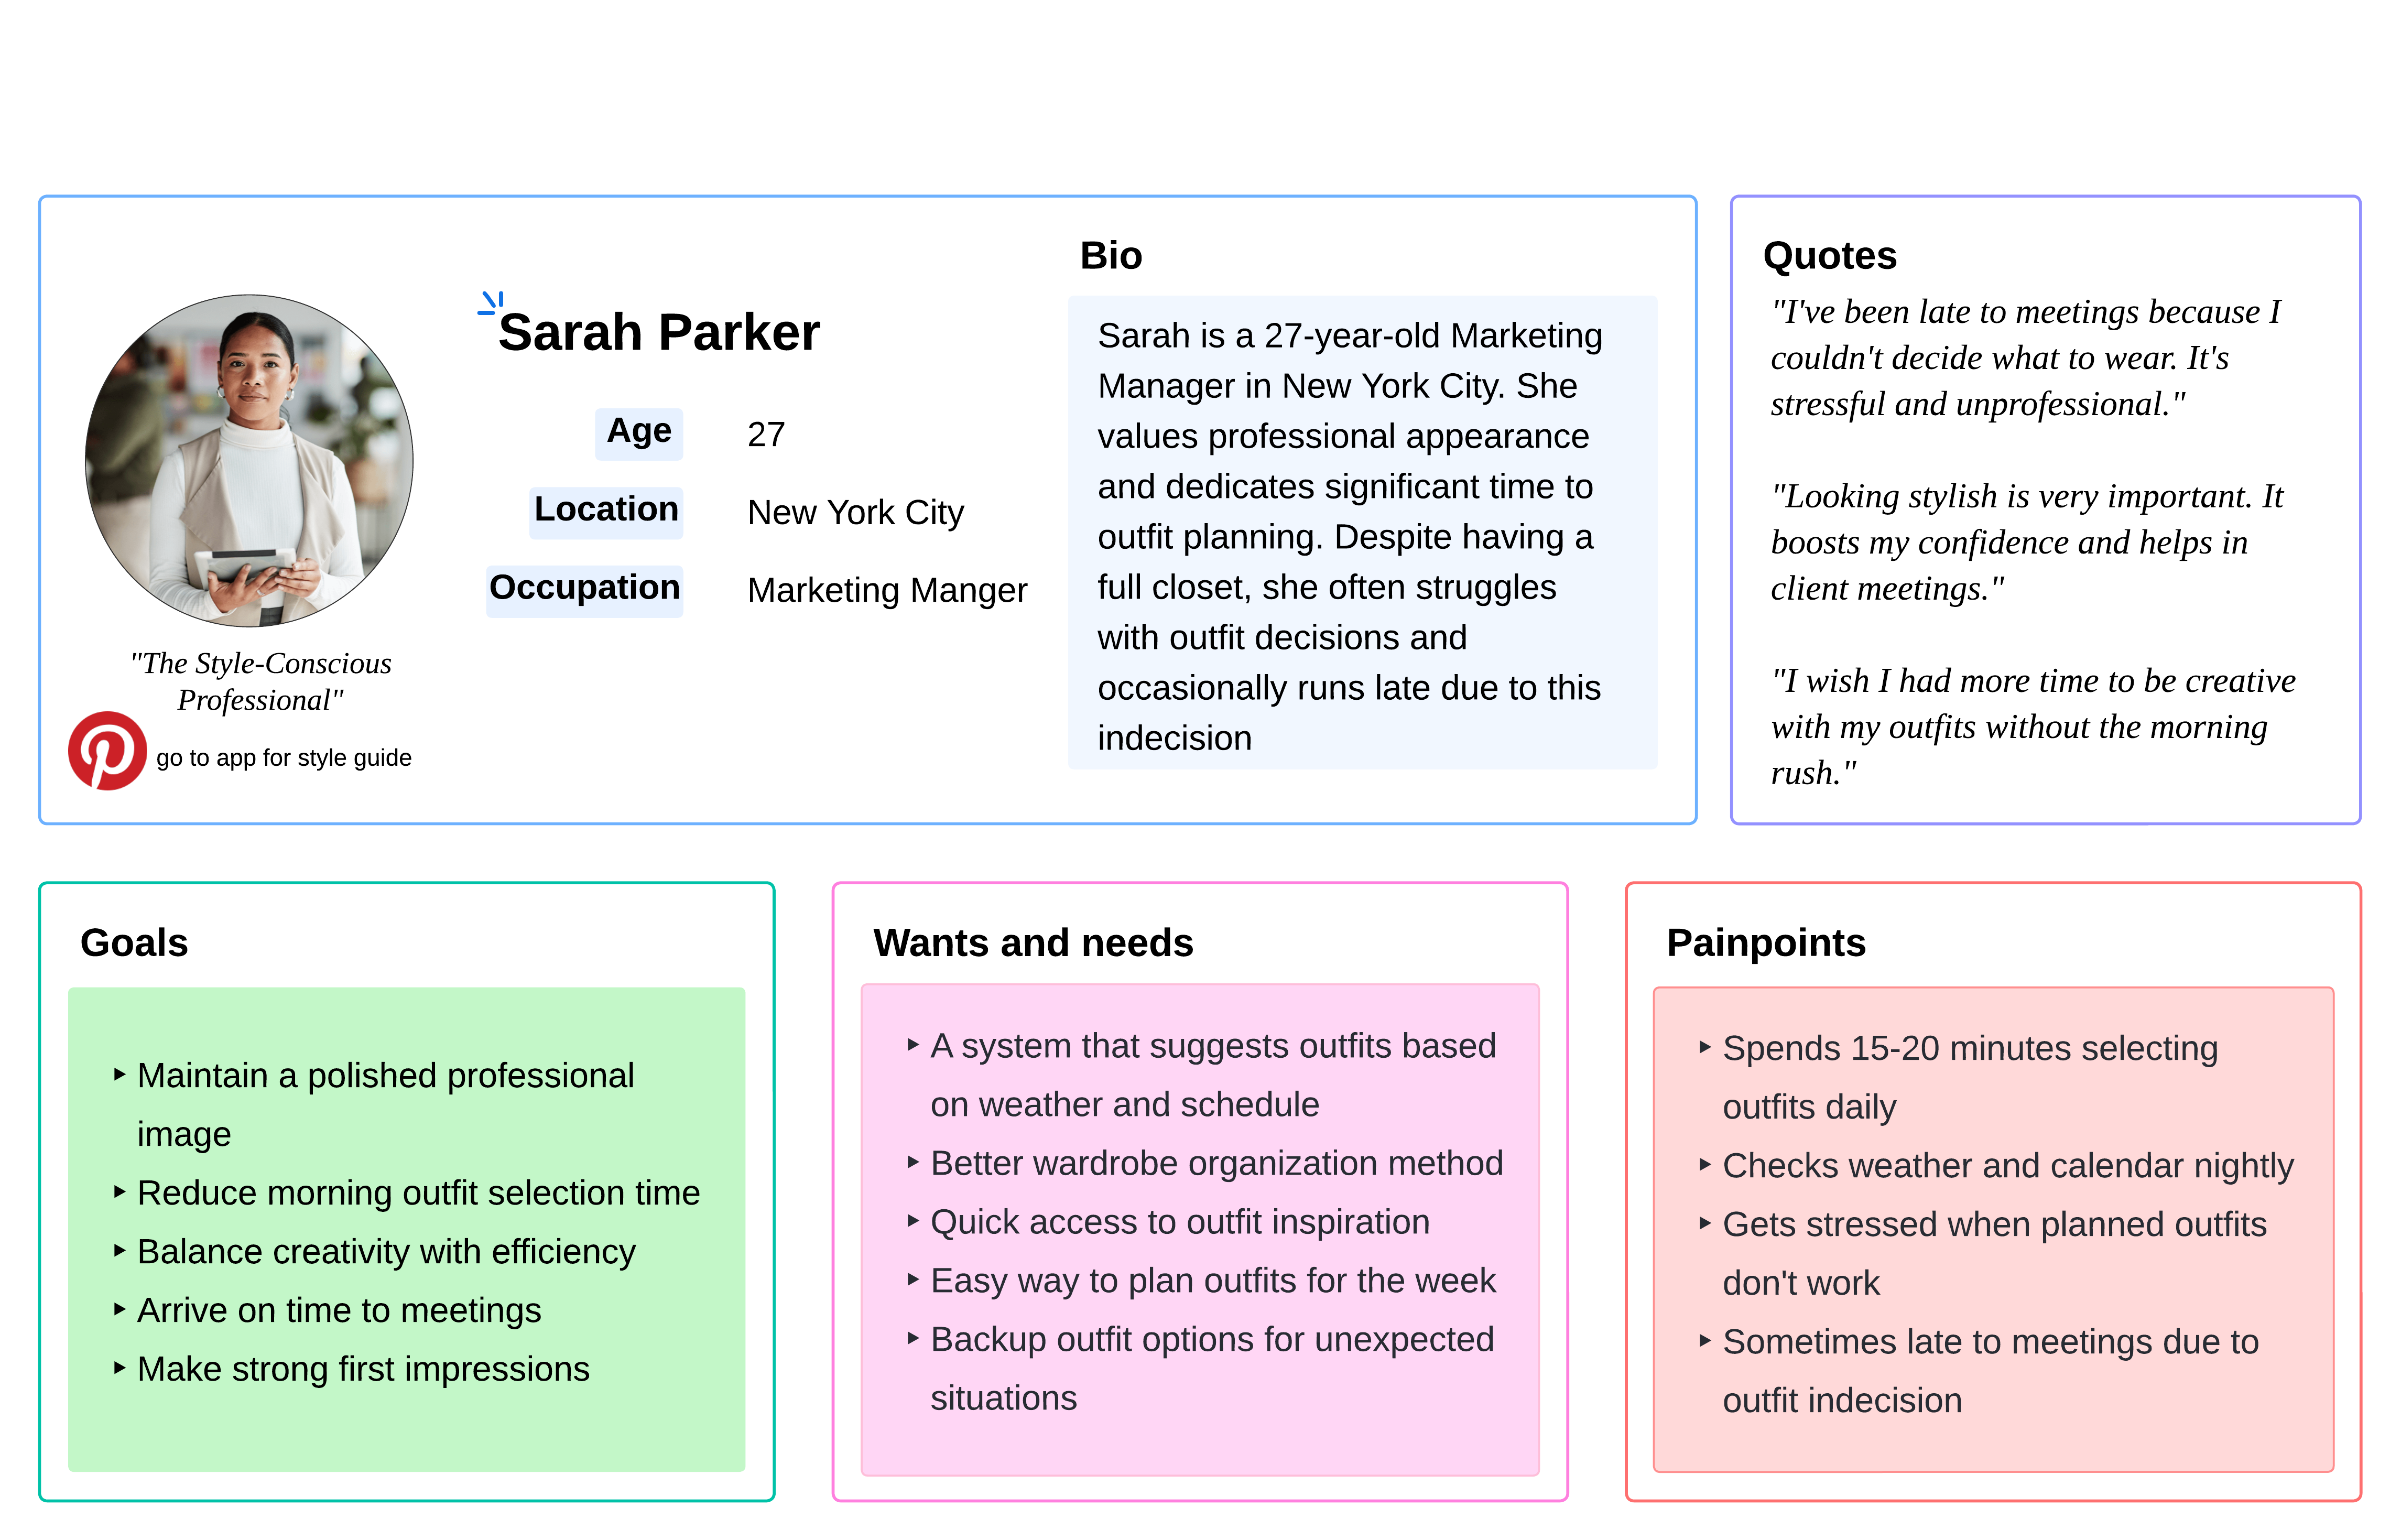 Sarah Parker
Age
27
Location
New York City
Occupation
Marketing Manger
"The Style-Conscious
Professional"
go to app for style guide
Bio
Sarah is a 27-year-old Marketing
Manager in New York City. She
values professional appearance
and dedicates significant time to
outfit planning. Despite having a
full closet, she often struggles
with outfit decisions and
occasionally runs late due to this
indecision
Quotes
"I've been late to meetings because I
couldn't decide what to wear. It's
stressful and unprofessional."
"Looking stylish is very important. It
boosts my confidence and helps in
client meetings."
"I wish I had more time to be creative
with my outfits without the morning
rush."
Goals
‣ Maintain a polished professional
image
‣ Reduce morning outfit selection time
‣ Balance creativity with efficiency
‣ Arrive on time to meetings
‣ Make strong first impressions
Wants and needs
‣ A system that suggests outfits based
on weather and schedule
‣ Better wardrobe organization method
‣ Quick access to outfit inspiration
‣ Easy way to plan outfits for the week
‣ Backup outfit options for unexpected
situations
Painpoints
‣ Spends 15-20 minutes selecting
outfits daily
‣ Checks weather and calendar nightly
‣ Gets stressed when planned outfits
don't work
‣ Sometimes late to meetings due to
outfit indecision